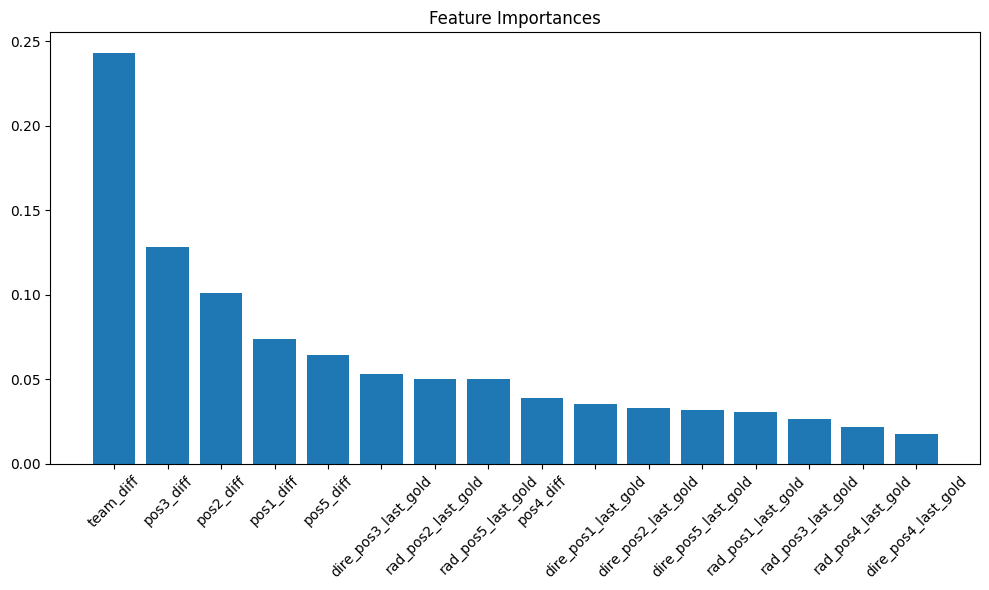 Feature Importances
0.25
0.20
0.15
0.10
0.05
0.00
team_diff
pos3_diff
pos2_diff
pos1_diff
pos5_diff
dire_pos3_last_gold
rad_pos2_last_gold
rad_pos5_last_gold
pos4_diff
dire_pos1_last_gold
dire_pos2_last_gold
dire_pos5_last_gold
rad_pos1_last_gold
rad_pos3_last_gold
rad_pos4_last_gold
dire_pos4_last_gold